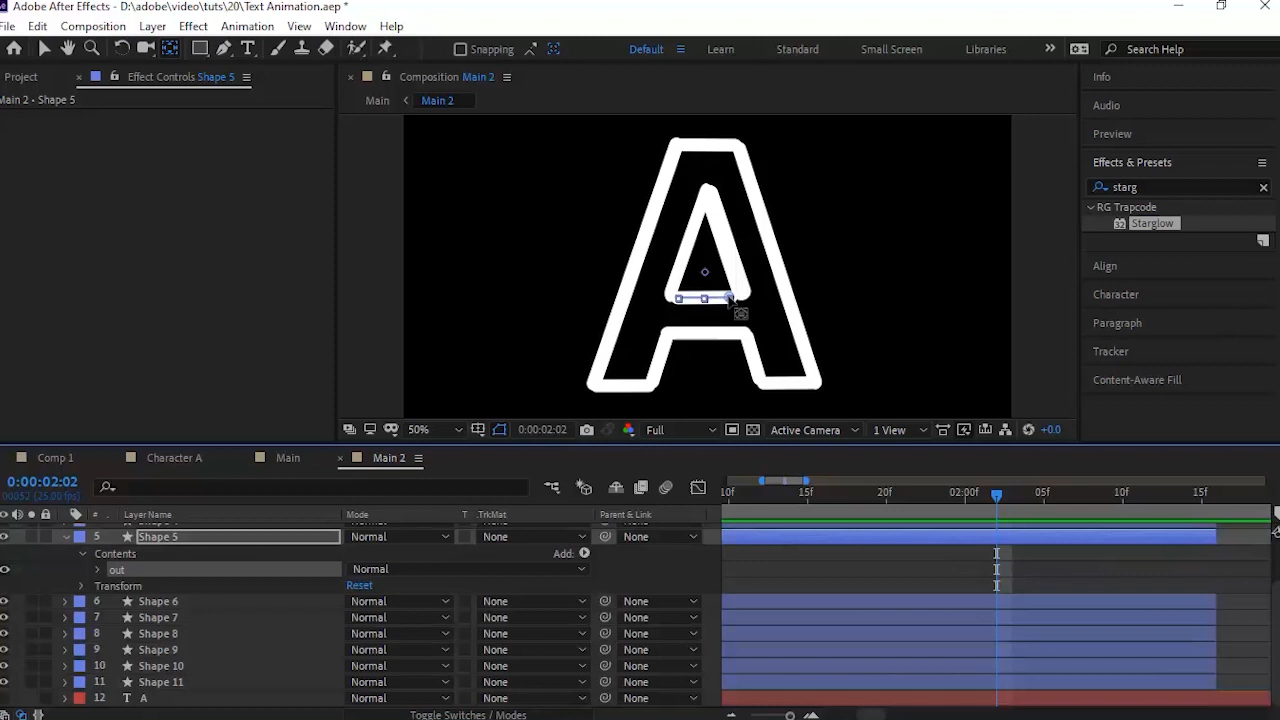 Adobe After Effects - D:\adobe\video\tuts\20\Text Animation.aep *
File Edit Composition Layer Effect Animation View Window Help
Snapping Default Learn Standard Small Screen Libraries Search Help
Project Effect Controls Shape 5 Composition Main 2 Info
Main 2 • Shape 5 Main Main 2 Audio
Preview
Effects & Presets
starg
RG Trapcode
32 Starglow
Align
Character
Paragraph
Tracker
Content-Aware Fill
A
50% 0:00:02:02 Full Active Camera 1 View +0.0
Comp 1 Character A Main Main 2
0:00:02:02
00052 (25.00 fps)
10f 15f 20f 02:00f 05f 10f 15f
# Layer Name Mode T .TrkMat Parent & Link
5 Shape 5 Normal None None
Contents Add:
out Normal
Transform Reset
6 Shape 6 Normal None None
7 Shape 7 Normal None None
8 Shape 8 Normal None None
9 Shape 9 Normal None None
10 Shape 10 Normal None None
11 Shape 11 Normal None None
12 T A Normal None None
Toggle Switches / Modes